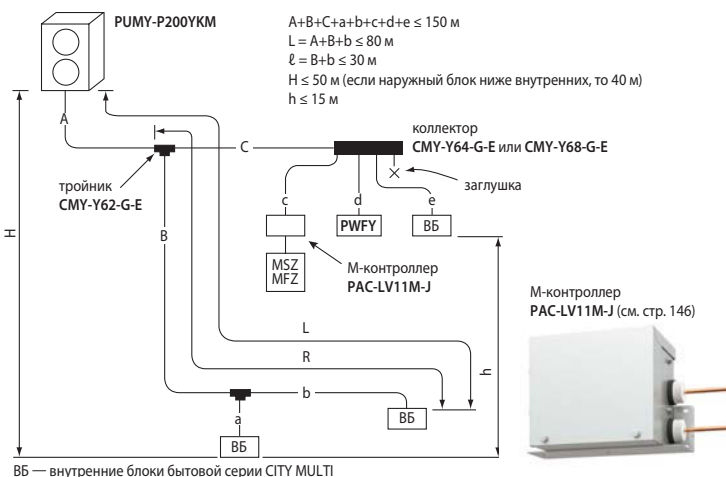 PUMY-P200YKM
A+B+C+a+b+c+d+e ≤ 150 м
L = A+B+b ≤ 80 м
ℓ = B+b ≤ 30 м
H ≤ 50 м (если наружный блок ниже внутренних, то 40 м)
h ≤ 15 м
A
C
коллектор
CMY-Y64-G-E или CMY-Y68-G-E
заглушка
тройник
CMY-Y62-G-E
c
d
e
PWFY
ВБ
H
B
MSZ
MFZ
М-контроллер
PAC-LV11M-J
М-контроллер
PAC-LV11M-J (см. стр. 146)
L
R
h
b
a
ВБ
ВБ
ВБ — внутренние блоки бытовой серии CITY MULTI